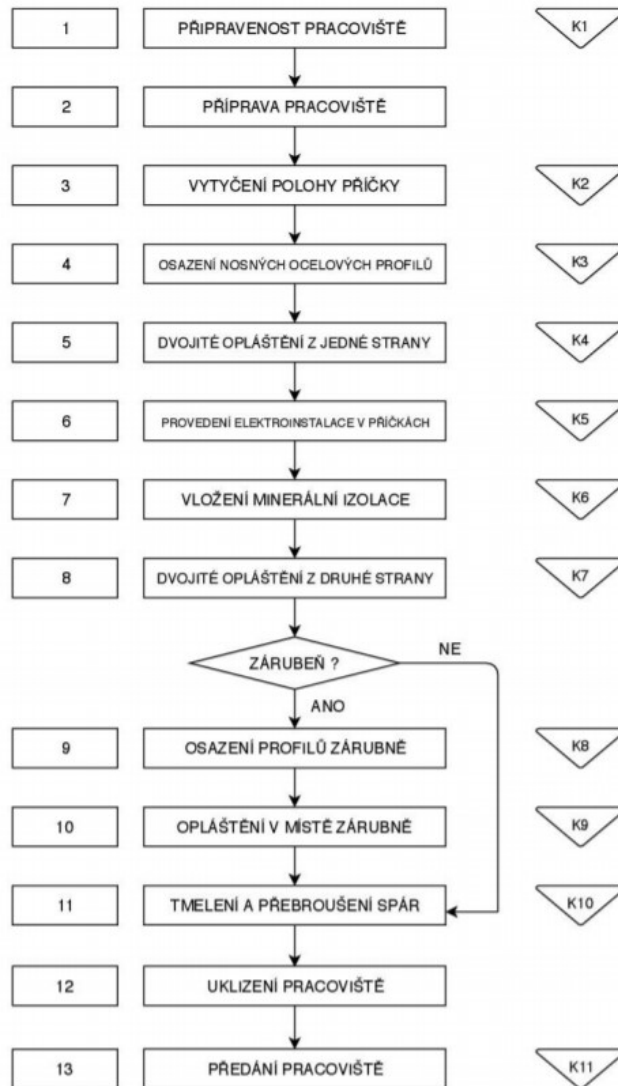 1 PŘIPRAVENOST PRACOVIŠTĚ K1
2 PŘÍPRAVA PRACOVIŠTĚ
3 VYTYČENÍ POLOHY PŘÍČKY K2
4 OSAZENÍ NOSNÝCH OCELOVÝCH PROFILŮ K3
5 DVOJITÉ OPLÁŠTĚNÍ Z JEDNÉ STRANY K4
6 PROVEDENÍ ELEKTROINSTALACE V PŘÍČKÁCH K5
7 VLOŽENÍ MINERÁLNÍ IZOLACE K6
8 DVOJITÉ OPLÁŠTĚNÍ Z DRUHÉ STRANY K7
ZÁRUBEŇ ? NE
ANO
9 OSAZENÍ PROFILŮ ZÁRUBNĚ K8
10 OPLÁŠTĚNÍ V MÍSTĚ ZÁRUBNĚ K9
11 TMELENÍ A PŘEBROUŠENÍ SPÁR K10
12 UKLIZENÍ PRACOVIŠTĚ
13 PŘEDÁNÍ PRACOVIŠTĚ K11